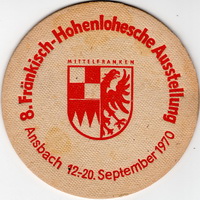 8. Fränkisch-Hohenlohesche Ausstellung
MITTELFRANKEN
Ansbach 12-20. September 1970